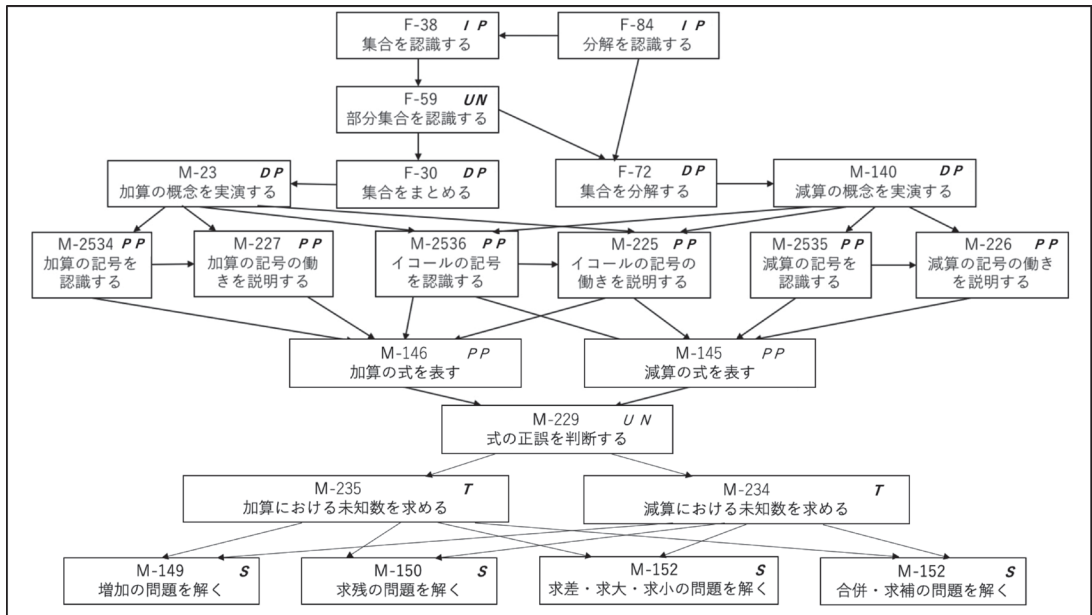 F-38 I P
集合を認識する
F-84 I P
分解を認識する
F-59 UN
部分集合を認識する
M-23 DP
加算の概念を実演する
F-30 DP
集合をまとめる
F-72 DP
集合を分解する
M-140 DP
減算の概念を実演する
M-2534 PP
加算の記号を
認識する
M-227 PP
加算の記号の働
きを説明する
M-2536 PP
イコールの記号
を認識する
M-225 PP
イコールの記号の
働きを説明する
M-2535 PP
減算の記号を
認識する
M-226 PP
減算の記号の働き
を説明する
M-146 PP
加算の式を表す
M-145 PP
減算の式を表す
M-229 UN
式の正誤を判断する
M-235 T
加算における未知数を求める
M-234 T
減算における未知数を求める
M-149 S
増加の問題を解く
M-150 S
求残の問題を解く
M-152 S
求差・求大・求小の問題を解く
M-152 S
合併・求補の問題を解く